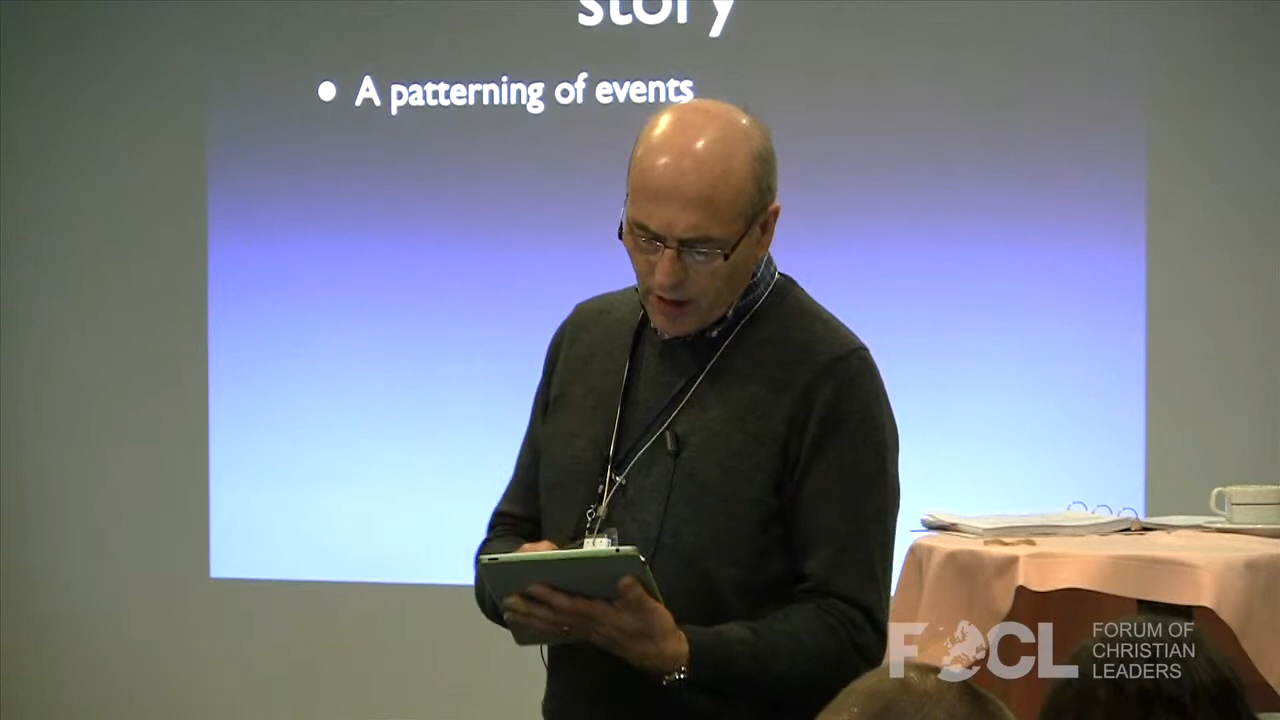 story
• A patterning of events
FOCL
FORUM OF
CHRISTIAN
LEADERS